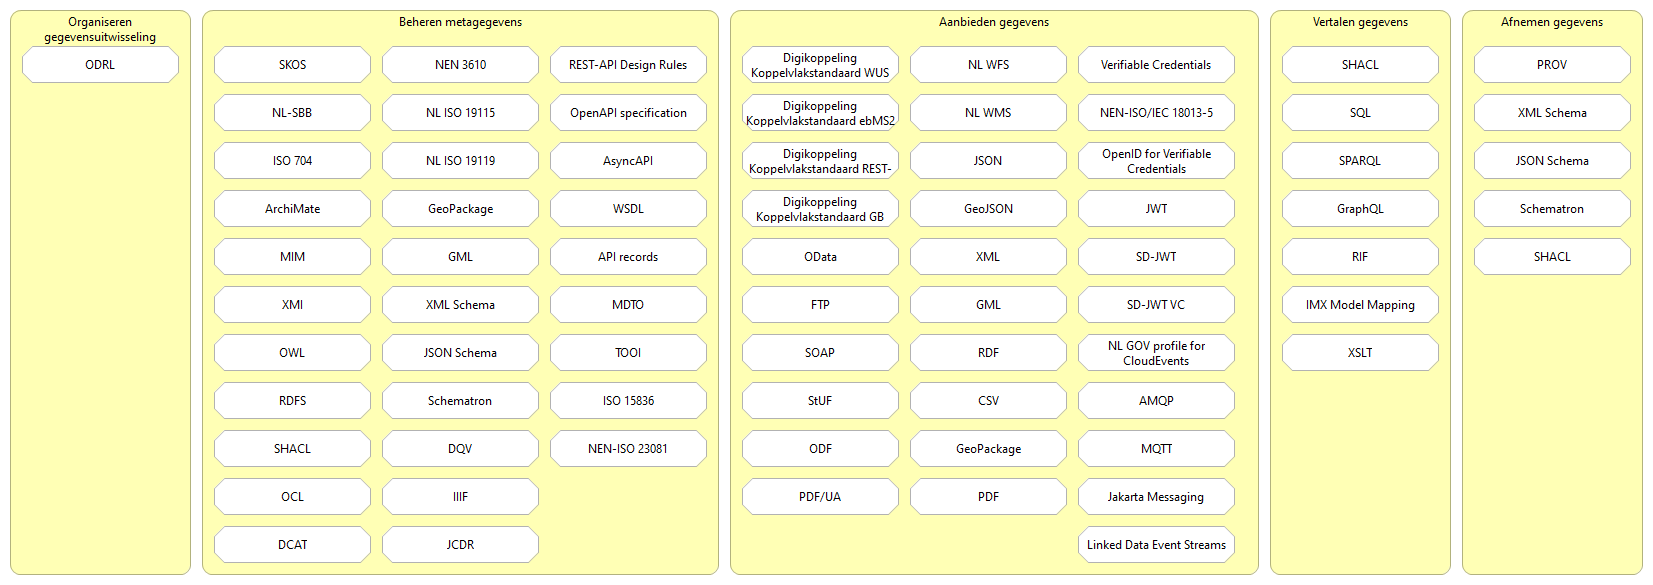 Organiseren
gegevensuitwisseling
ODRL
Beheren metagegevens
SKOS
NL-SBB
ISO 704
ArchiMate
MIM
XMI
OWL
RDFS
SHACL
OCL
DCAT
NEN 3610
NL ISO 19115
NL ISO 19119
GeoPackage
GML
XML Schema
JSON Schema
Schematron
DQV
IIIF
JCDR
REST-API Design Rules
OpenAPI specification
AsyncAPI
WSDL
API records
MDTO
TOOI
ISO 15836
NEN-ISO 23081
Aanbieden gegevens
Digikoppeling
Koppelvlakstandaard WUS
Digikoppeling
Koppelvlakstandaard ebMS2
Digikoppeling
Koppelvlakstandaard REST-
Digikoppeling
Koppelvlakstandaard GB
OData
FTP
SOAP
StUF
ODF
PDF/UA
NL WFS
NL WMS
JSON
GeoJSON
XML
GML
RDF
CSV
GeoPackage
PDF
Verifiable Credentials
NEN-ISO/IEC 18013-5
OpenID for Verifiable
Credentials
JWT
SD-JWT
SD-JWT VC
NL GOV profile for
CloudEvents
AMQP
MQTT
Jakarta Messaging
Linked Data Event Streams
Vertalen gegevens
SHACL
SQL
SPARQL
GraphQL
RIF
IMX Model Mapping
XSLT
Afnemen gegevens
PROV
XML Schema
JSON Schema
Schematron
SHACL